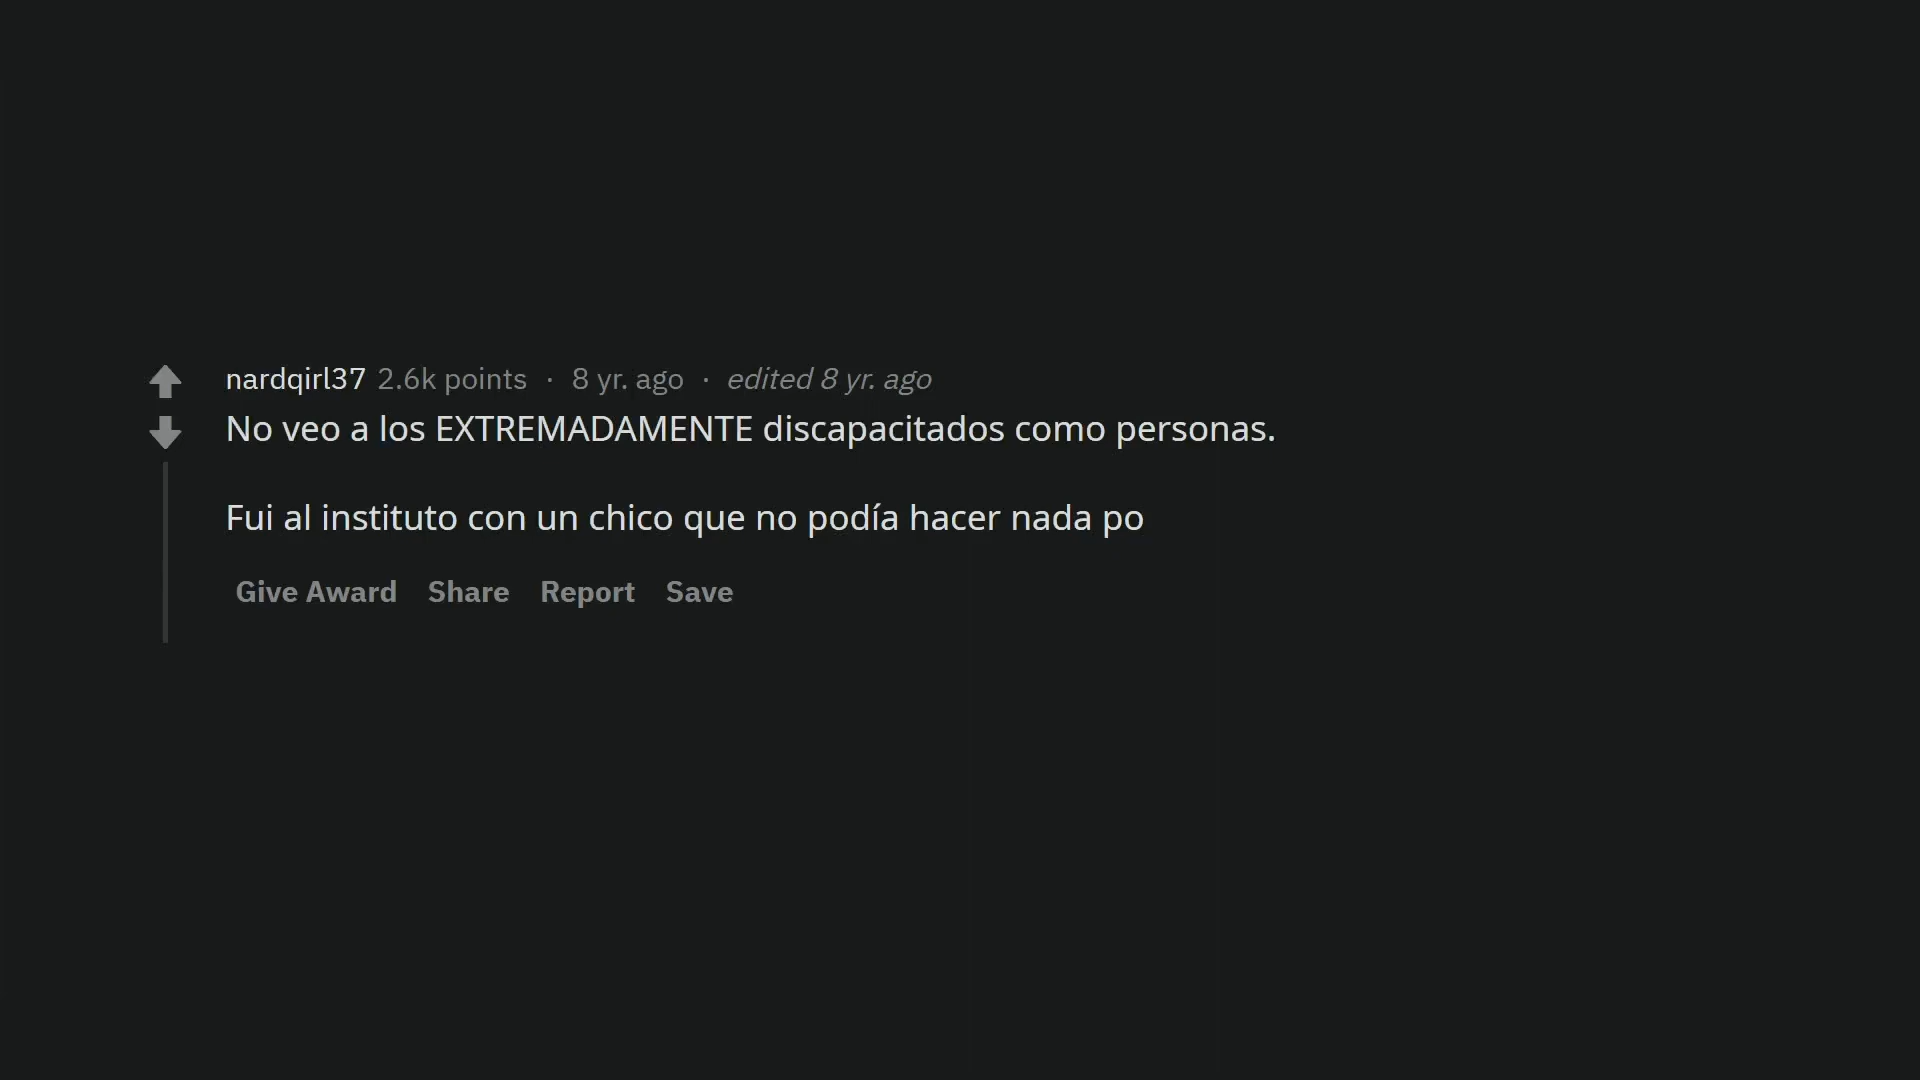 nardqirl37 2.6k points · 8 yr. ago · edited 8 yr. ago
No veo a los EXTREMADAMENTE discapacitados como personas.
Fui al instituto con un chico que no podía hacer nada po
Give Award Share Report Save